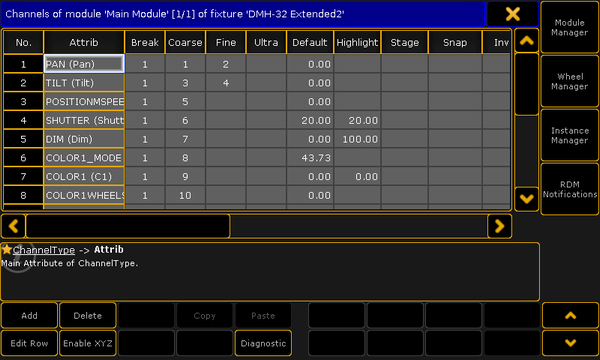 Channels of module 'Main Module' [1/1] of fixture 'DMH-32 Extended2'
Module Manager
No. Attrib Break Coarse Fine Ultra Default Highlight Stage Snap Inv
1 PAN (Pan) 1 1 2 0.00
2 TILT (Tilt) 1 3 4 0.00
3 POSITIONMSPEE 1 5 0.00
4 SHUTTER (Shutt 1 6 20.00 20.00
5 DIM (Dim) 1 7 0.00 100.00
6 COLOR1_MODE 1 8 43.73
7 COLOR1 (C1) 1 9 0.00 0.00
8 COLOR1WHEELS 1 10 0.00
Wheel Manager
Instance Manager
RDM Notifications
ChannelType -> Attrib
Main Attribute of ChannelType.
Add Delete Copy Paste
Edit Row Enable XYZ Diagnostic